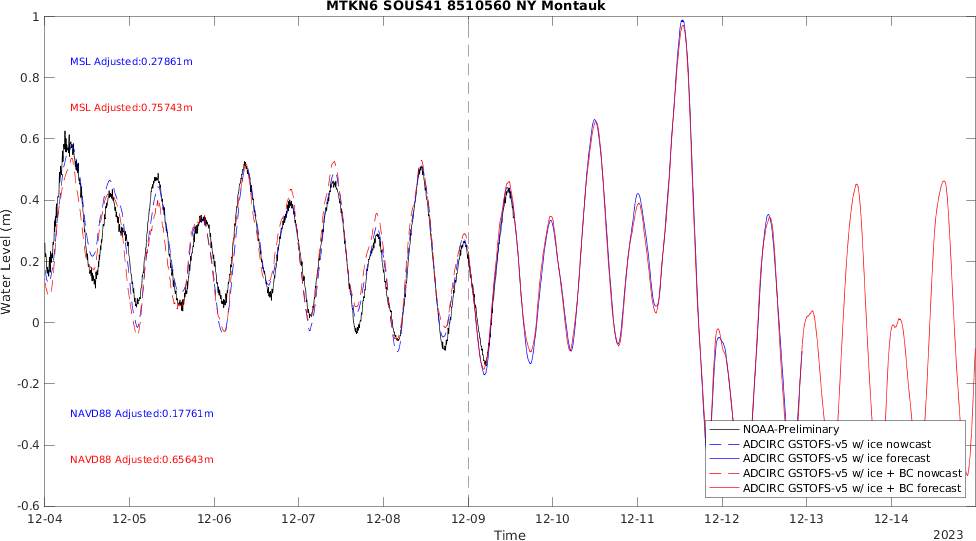 MTKN6 SOUS41 8510560 NY Montauk
MSL Adjusted:0.27861m
MSL Adjusted:0.75743m
NAVD88 Adjusted:0.17761m
NAVD88 Adjusted:0.65643m
Water Level (m)
1
0.8
0.6
0.4
0.2
0
-0.2
-0.4
-0.6
NOAA-Preliminary
ADCIRC GSTOFS-v5 w/ ice nowcast
ADCIRC GSTOFS-v5 w/ ice forecast
ADCIRC GSTOFS-v5 w/ ice + BC nowcast
ADCIRC GSTOFS-v5 w/ ice + BC forecast
12-04 12-05 12-06 12-07 12-08 12-09 12-10 12-11 12-12 12-13 12-14
Time
2023